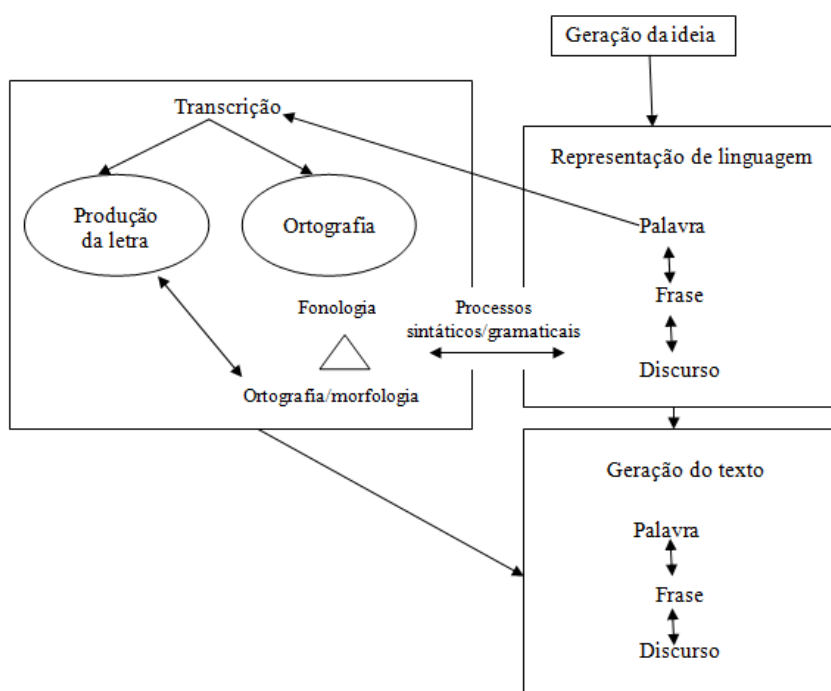 Geração da ideia
Transcrição
Produção
da letra
Ortografia
Fonologia
Ortografia/morfologia
Processos
sintáticos/gramaticais
Representação de linguagem
Palavra
Frase
Discurso
Geração do texto
Palavra
Frase
Discurso